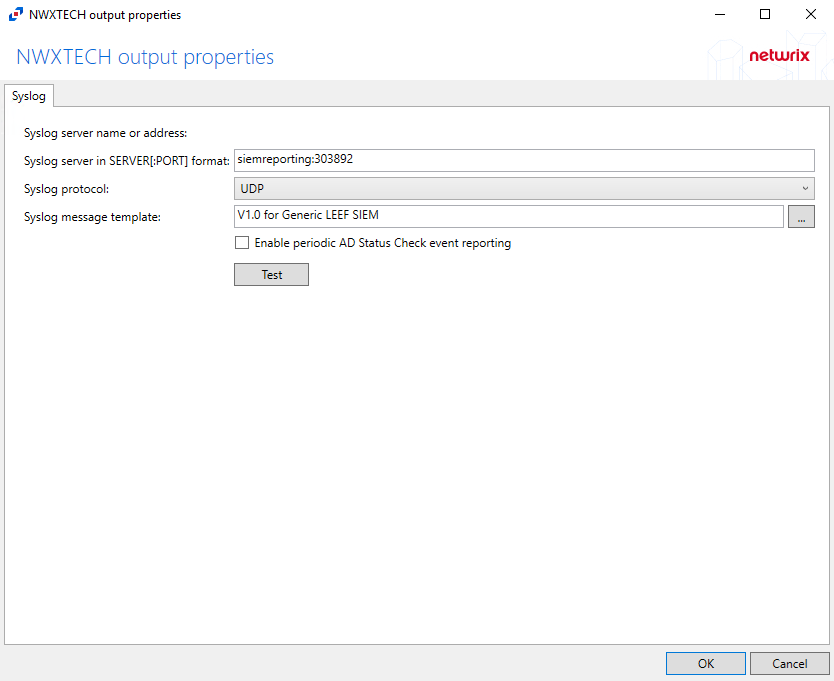 NWXTECH output properties
NWXTECH output properties
netwrix
Syslog
Syslog server name or address:
Syslog server in SERVER[:PORT] format: siemreporting:303892
Syslog protocol: UDP
Syslog message template: V1.0 for Generic LEEF SIEM ...
Enable periodic AD Status Check event reporting
Test
OK Cancel